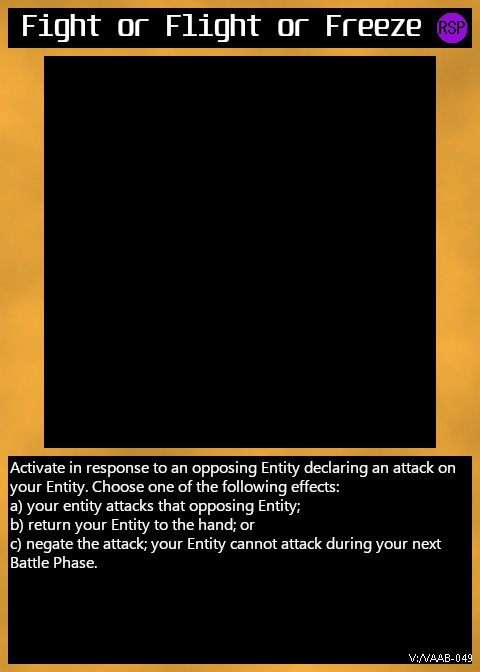 Fight or Flight or Freeze
RSP
Activate in response to an opposing Entity declaring an attack on
your Entity. Choose one of the following effects:
a) your entity attacks that opposing Entity;
b) return your Entity to the hand; or
c) negate the attack; your Entity cannot attack during your next
Battle Phase.
V:/VAAB-049